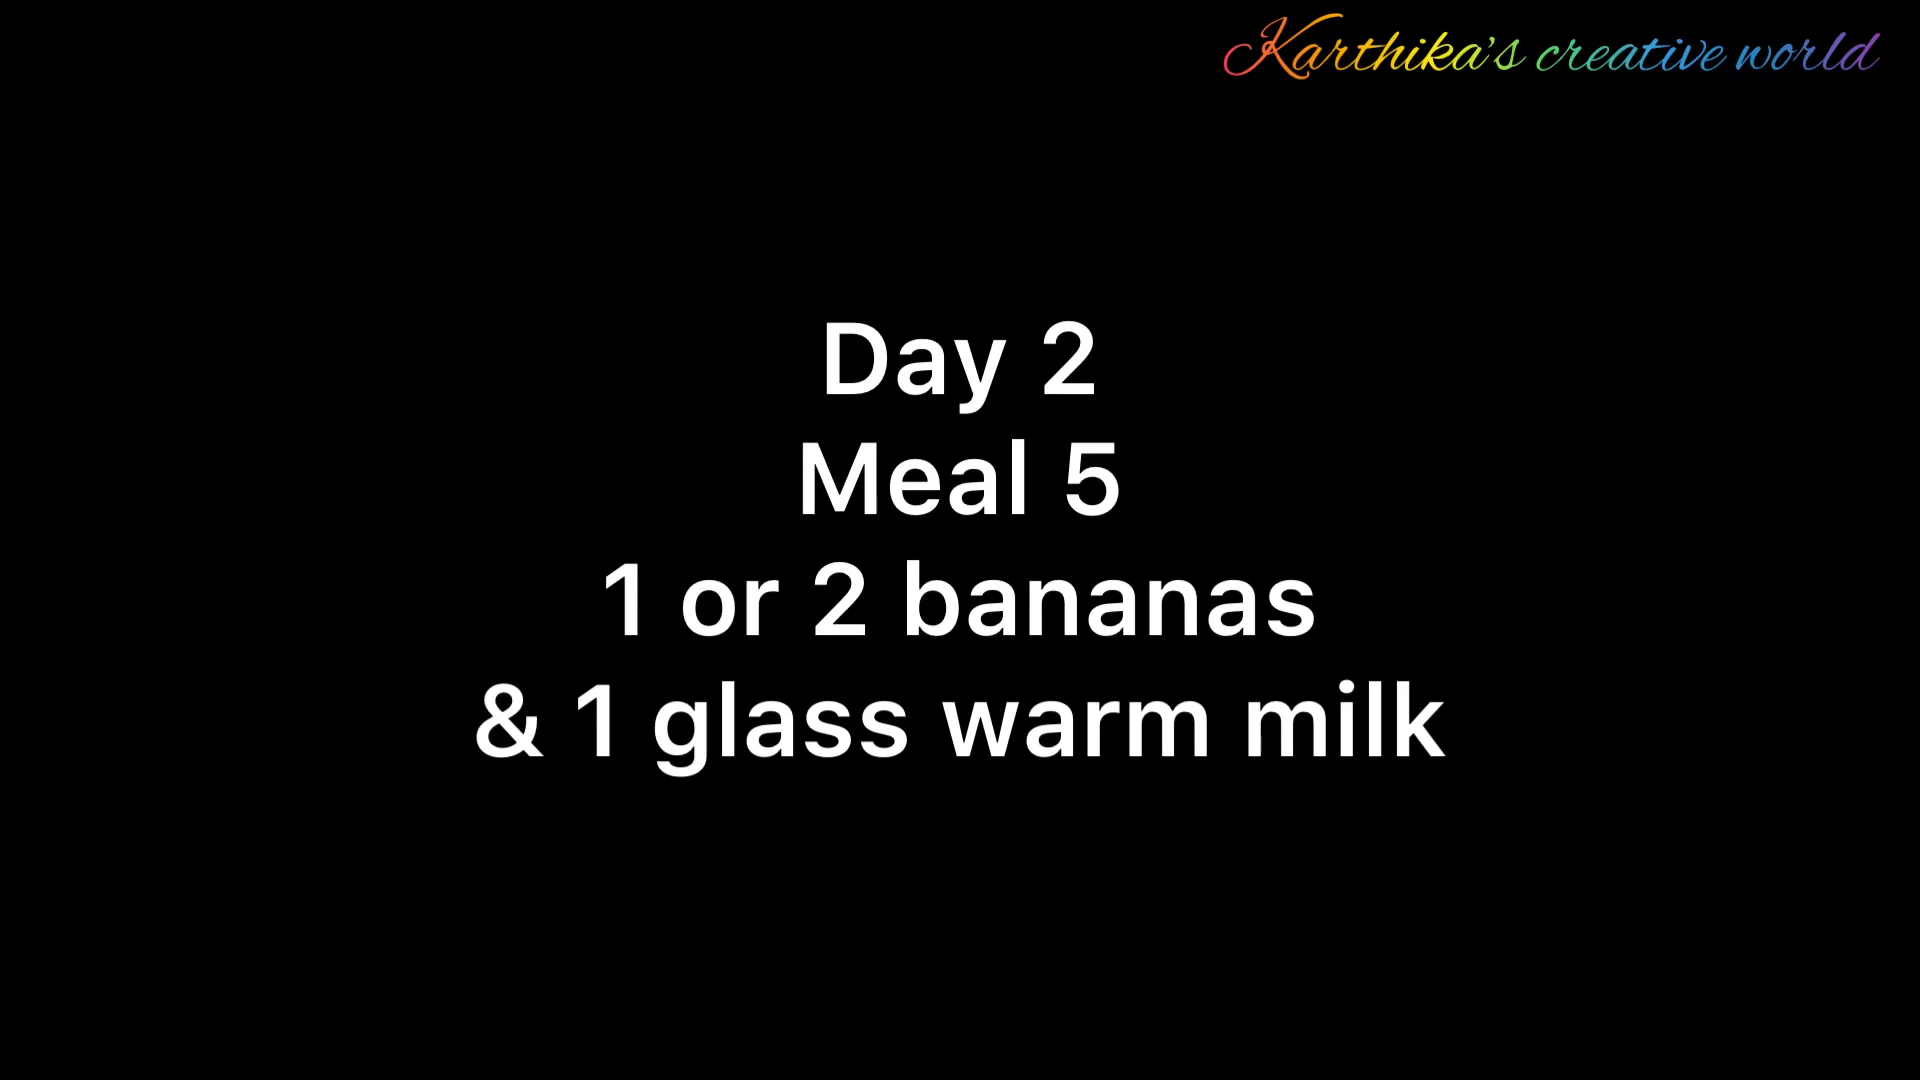 Karthika's creative world
Day 2
Meal 5
1 or 2 bananas
& 1 glass warm milk